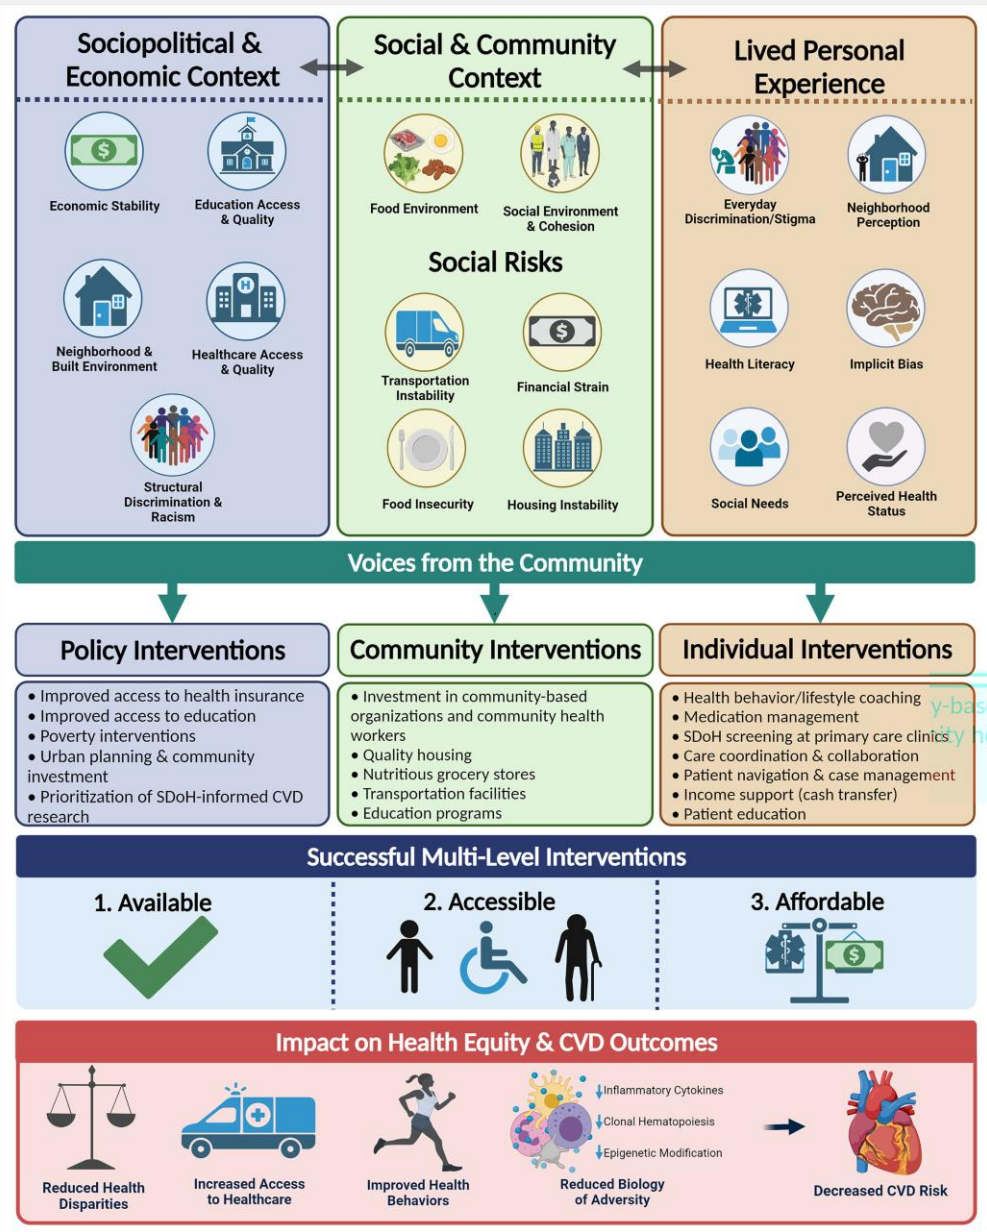 Sociopolitical &
Economic Context
Economic Stability
Education Access
& Quality
Neighborhood &
Built Environment
H
Healthcare Access
& Quality
Structural
Discrimination &
Racism
Social & Community
Context
Food Environment
Social Environment
& Cohesion
Social Risks
Transportation
Instability
$
Financial Strain
Food Insecurity
Housing Instability
Lived Personal
Experience
Everyday
Discrimination/Stigma
Neighborhood
Perception
Health Literacy
Implicit Bias
Social Needs
Perceived Health
Status
Voices from the Community
Policy Interventions
• Improved access to health insurance
• Improved access to education
• Poverty interventions
• Urban planning & community
investment
• Prioritization of SDoH-informed CVD
research
Community Interventions
• Investment in community-based
organizations and community health
workers
• Quality housing
• Nutritious grocery stores
• Transportation facilities
• Education programs
Individual Interventions
• Health behavior/lifestyle coaching
• Medication management
• SDoH screening at primary care clinics
• Care coordination & collaboration
• Patient navigation & case management
• Income support (cash transfer)
• Patient education
Successful Multi-Level Interventions
1. Available
2. Accessible
3. Affordable
$
Impact on Health Equity & CVD Outcomes
Reduced Health
Disparities
Increased Access
to Healthcare
Improved Health
Behaviors
Inflammatory Cytokines
Clonal Hematopoiesis
Epigenetic Modification
Reduced Biology
of Adversity
Decreased CVD Risk